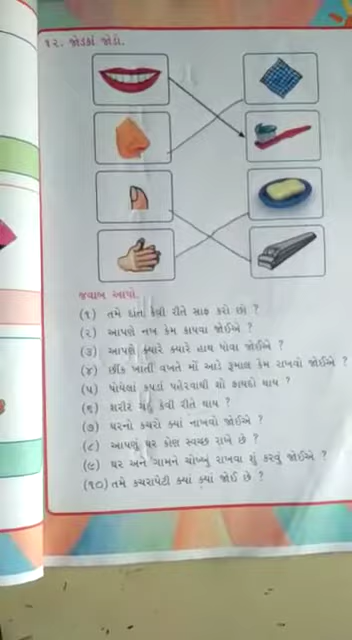 ૧૨. જોડકાં જોડો.
જવાબ આપો.
(૧) તમે દાંત કેવી રીતે સાફ કરો છો ?
(૨) આપણે નખ કેમ કાપવા જોઈએ ?
(૩) આપણે ક્યારે ક્યારે હાથ ધોવા જોઈએ ?
(૪) છીંક ખાતી વખતે મોં આડે રૂમાલ કેમ રાખવો જોઈએ ?
(૫) ધોયેલાં કપડાં પહેરવાથી શો ફાયદો થાય ?
(૬) શરીર કેવી રીતે થાય ?
(૭) ઘરનો કચરો ક્યાં નાખવો જોઈએ ?
(૮) આપણું ઘર કોણ સ્વચ્છ રાખે છે ?
(૯) ઘર અને ગામને ચોખ્ખું રાખવા શું કરવું જોઈએ ?
(૧૦) તમે કચરાપેટી ક્યાં ક્યાં જોઈ છે ?